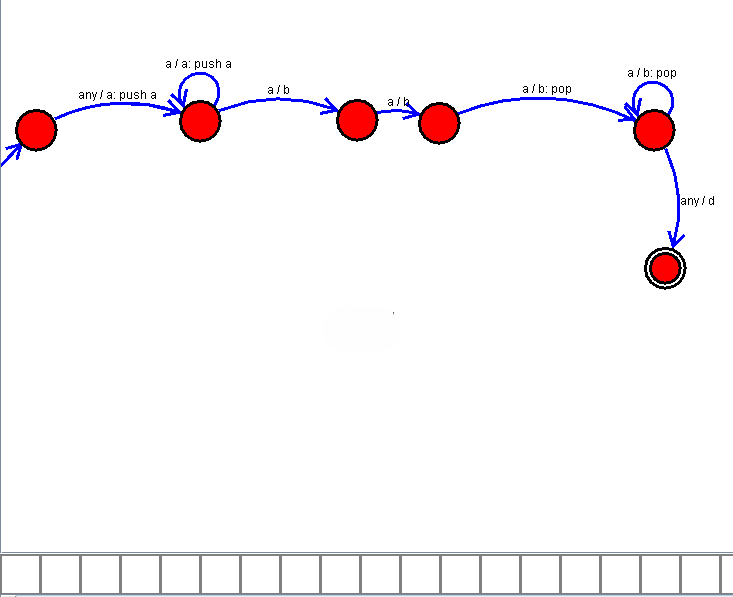 a / a: push a
any / a: push a
a / b
a / b
a / b: pop
a / b: pop
any / d